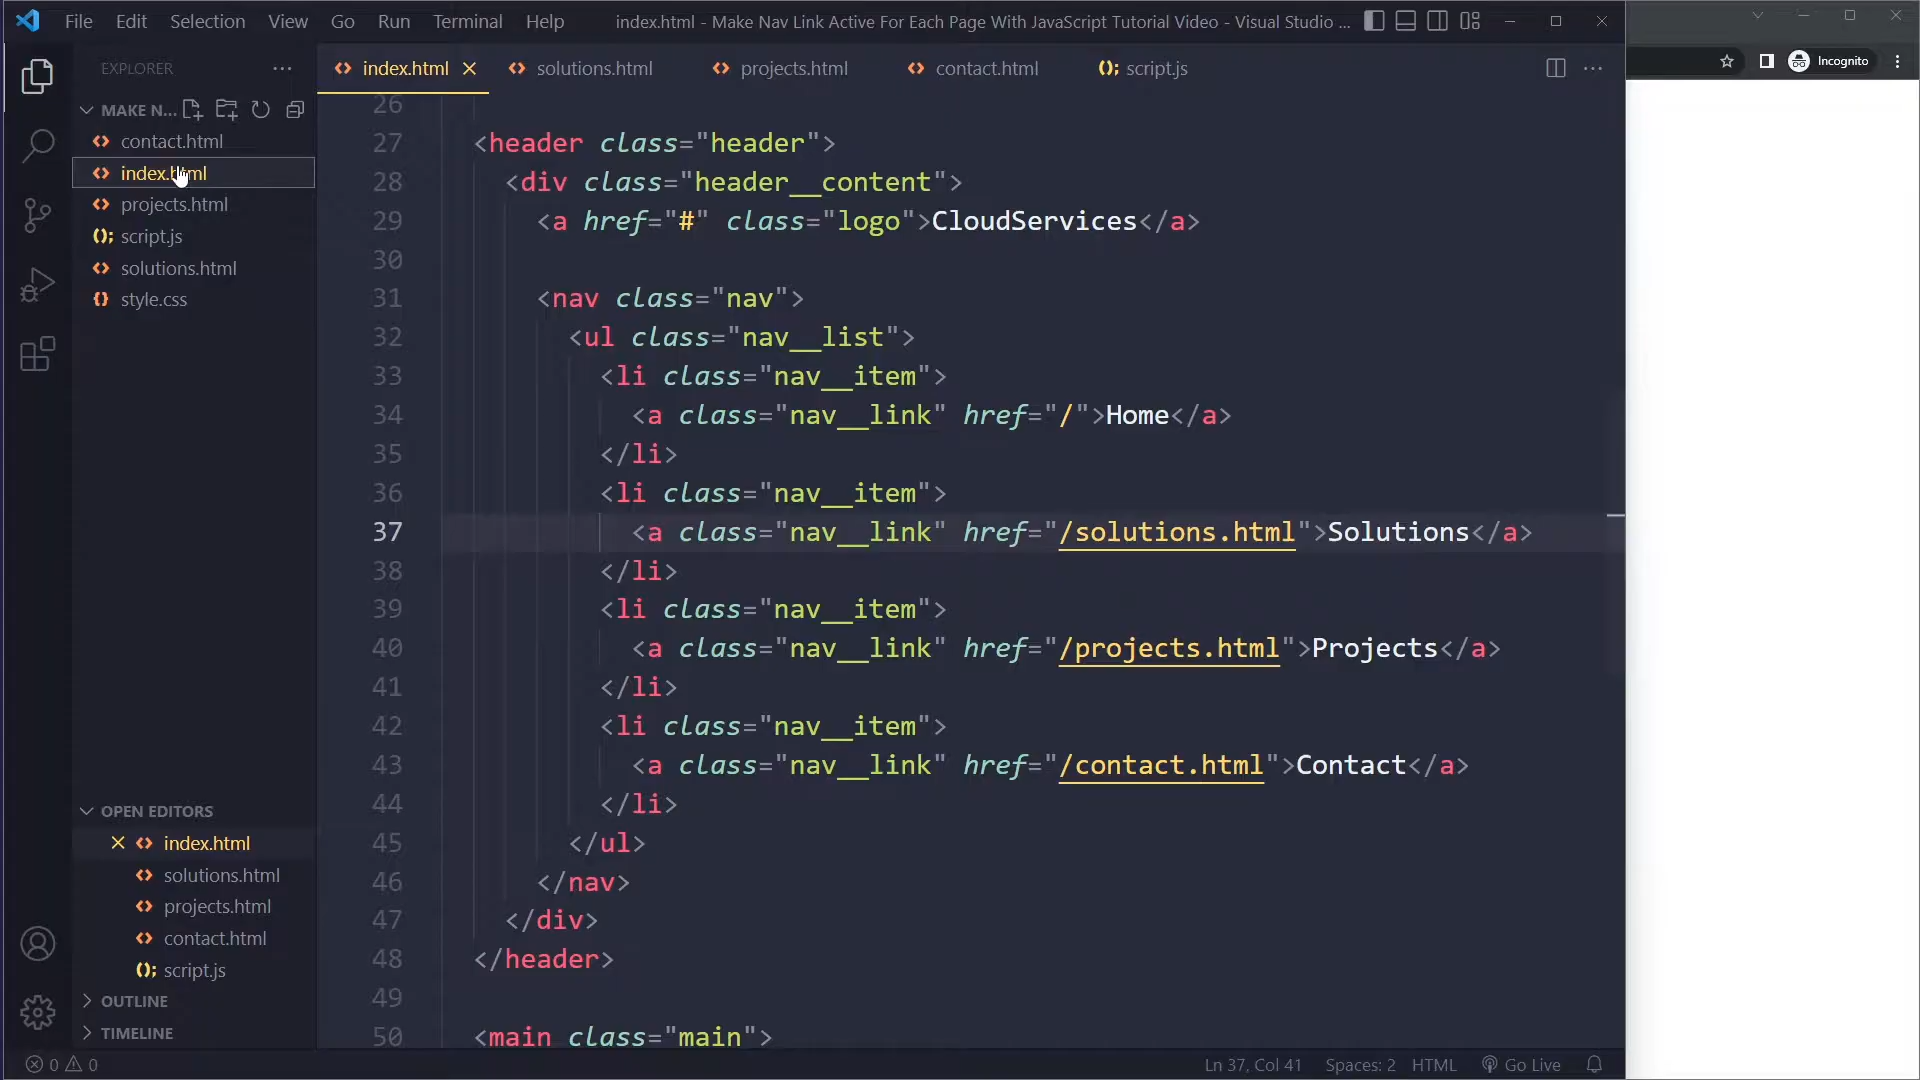 File Edit Selection View Go Run Terminal Help index.html - Make Nav Link Active For Each Page With JavaScript Tutorial Video - Visual Studio ...
EXPLORER
index.html
solutions.html
projects.html
contact.html
script.js
Incognito
MAKE N...
contact.html
index.html
projects.html
script.js
solutions.html
style.css
26
27 <header class="header">
28 <div class="header__content">
29 <a href="#" class="logo">CloudServices</a>
30
31 <nav class="nav">
32 <ul class="nav__list">
33 <li class="nav__item">
34 <a class="nav__link" href="/">Home</a>
35 </li>
36 <li class="nav__item">
37 <a class="nav__link" href="/solutions.html">Solutions</a>
38 </li>
39 <li class="nav__item">
40 <a class="nav__link" href="/projects.html">Projects</a>
41 </li>
42 <li class="nav__item">
43 <a class="nav__link" href="/contact.html">Contact</a>
44 </li>
45 </ul>
46 </nav>
47 </div>
48 </header>
49
50 <main class="main">
OPEN EDITORS
index.html
solutions.html
projects.html
contact.html
script.js
OUTLINE
TIMELINE
0 0
Ln 37, Col 41 Spaces: 2 HTML Go Live